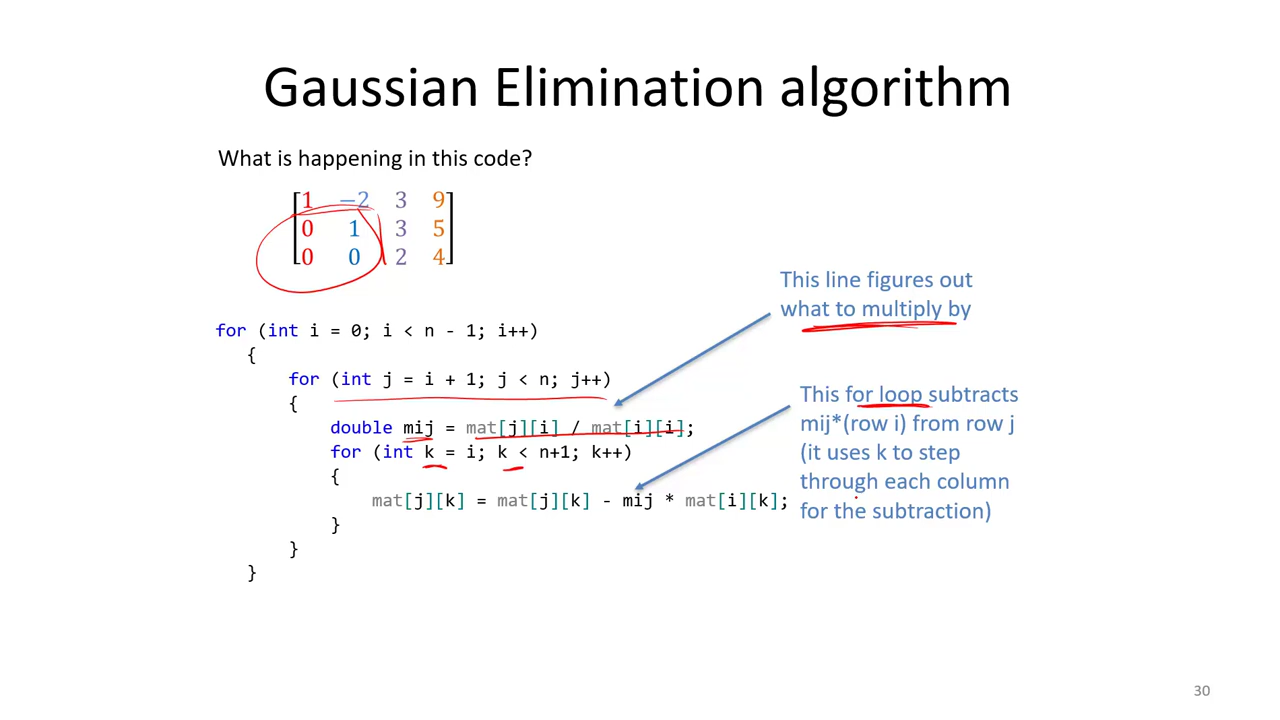 Gaussian Elimination algorithm
What is happening in this code?
1 −2 3 9
0 1 3 5
0 0 2 4
This line figures out
what to multiply by
for (int i = 0; i < n - 1; i++)
{
for (int j = i + 1; j < n; j++)
{
double mij = mat[j][i] / mat[i][i];
for (int k = i; k < n+1; k++)
{
mat[j][k] = mat[j][k] - mij * mat[i][k];
}
}
}
This for loop subtracts
mij*(row i) from row j
(it uses k to step
through each column
for the subtraction)
30